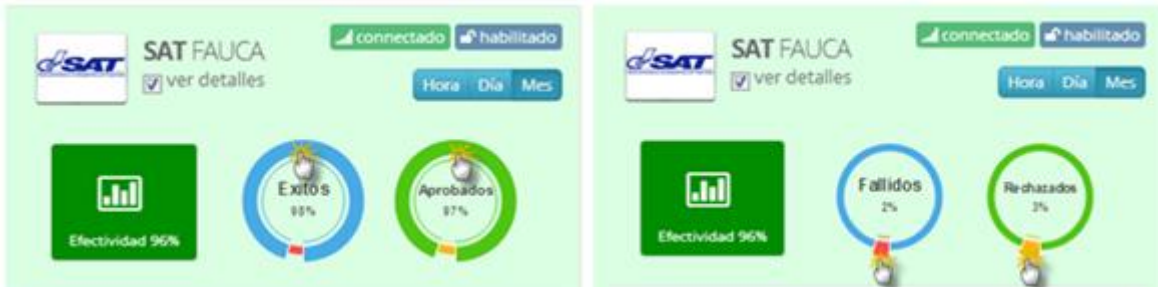 SAT
SAT FAUCA
ver detalles
connectado
habilitado
Hora Día Mes
Efectividad 96%
Exitos
98%
Aprobados
97%
SAT
SAT FAUCA
ver detalles
connectado
habilitado
Hora Día Mes
Efectividad 96%
Fallidos
2%
Rechazados
3%